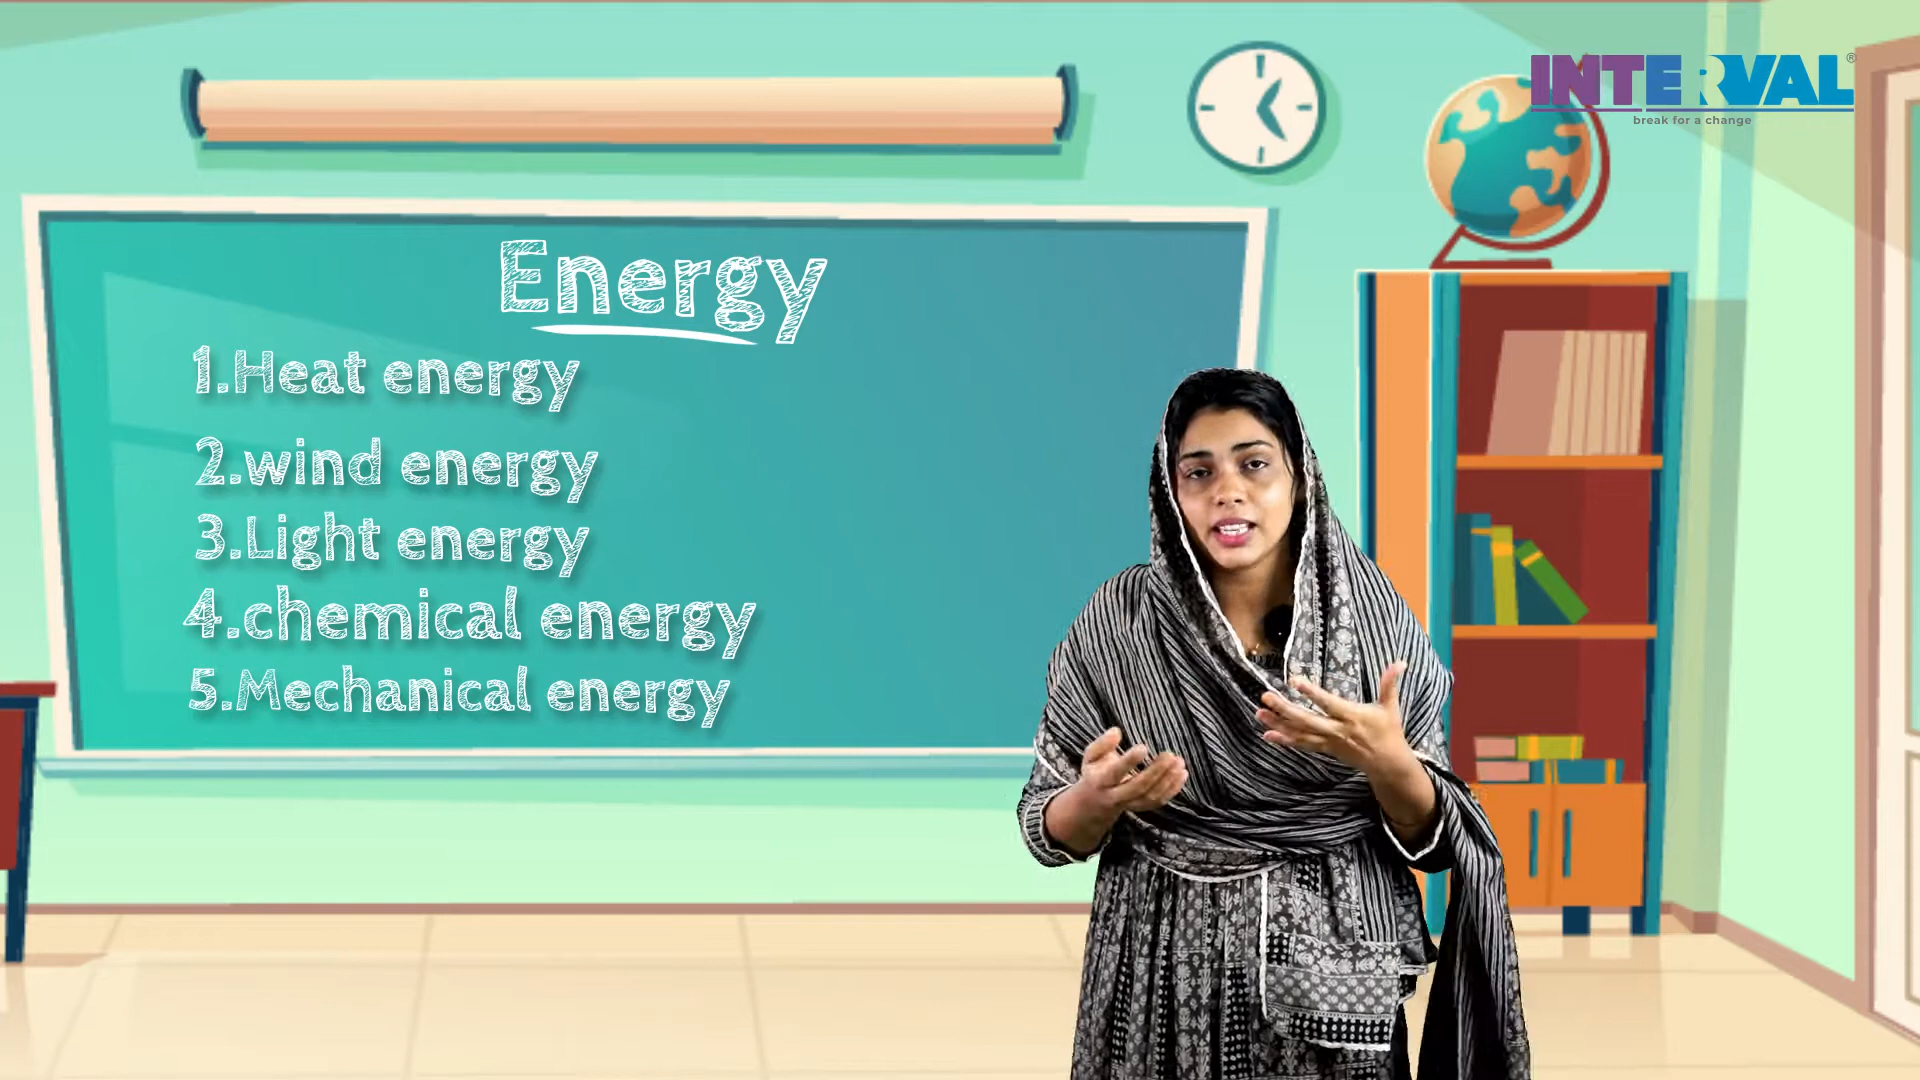 INTERVAL®
break for a change
Energy
1.Heat energy
2.wind energy
3.Light energy
4.chemical energy
5.Mechanical energy